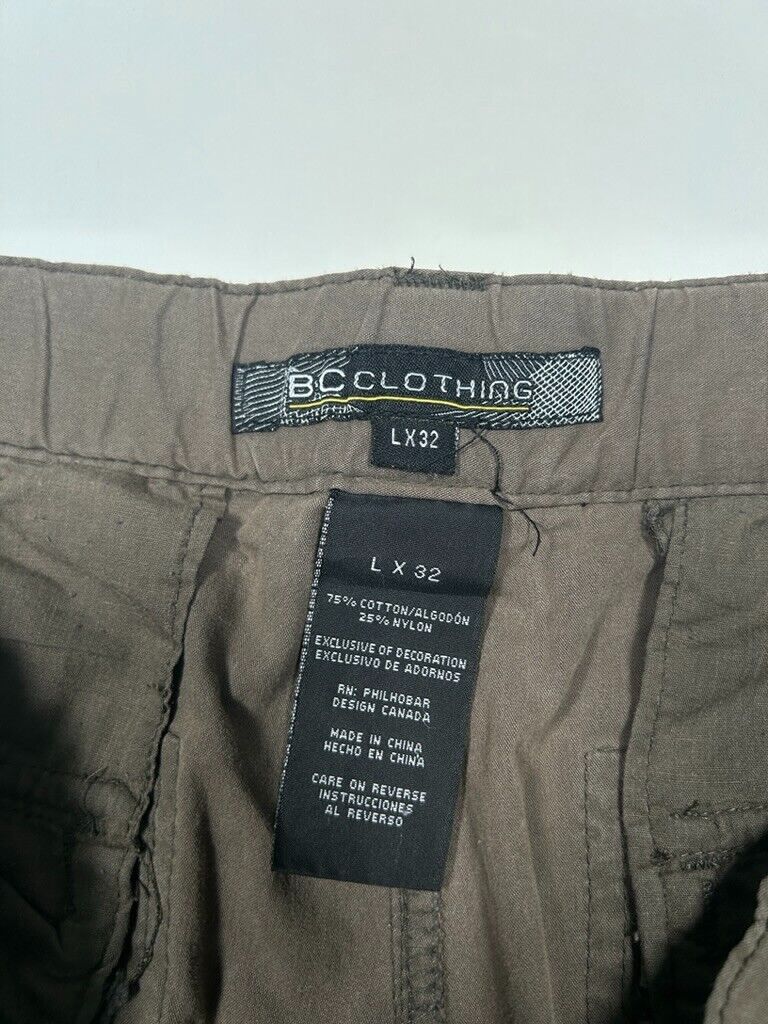 BC CLOTHING
L X 32
L X 32
75% COTTON/ALGODÓN
25% NYLON
EXCLUSIVE OF DECORATION
EXCLUSIVO DE ADORNOS
RN: PHILHOBAR
DESIGN CANADA
MADE IN CHINA
HECHO EN CHINA
CARE ON REVERSE
INSTRUCCIONES
AL REVERSO